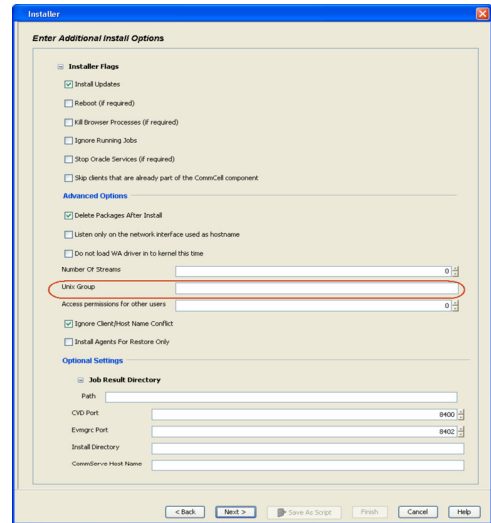 Installer
Enter Additional Install Options
Installer Flags
Install Updates
Reboot (if required)
Kill Browser Processes (if required)
Ignore Running Jobs
Stop Oracle Services (if required)
Skip clients that are already part of the CommCell component
Advanced Options
Delete Packages After Install
Listen only on the network interface used as hostname
Do not load WA driver in to kernel this time
Number Of Streams 0
Unix Group
Access permissions for other users 0
Ignore Client/Host Name Conflict
Install Agents For Restore Only
Optional Settings
Job Result Directory
Path
CVD Port 8400
Evmgrc Port 8402
Install Directory
CommServe Host Name
< Back Next > Save As Script Finish Cancel Help